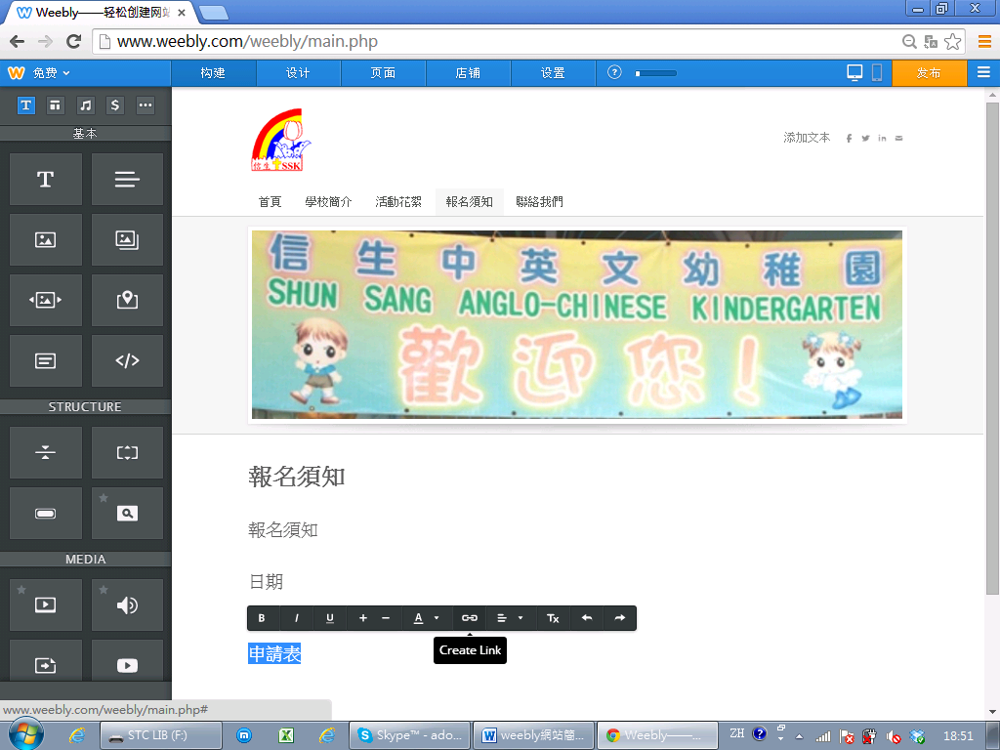 Weebly——轻松创建网站
www.weebly.com/weebly/main.php
免费
构建
设计
页面
店铺
设置
?
发布
T
$
基本
T
STRUCTURE
MEDIA
信生 SSK
添加文本
首頁
學校簡介
活動花絮
報名須知
聯絡我們
信生中英文幼稚園
SHUN SANG ANGLO-CHINESE KINDERGARTEN
歡迎您!
報名須知
報名須知
日期
B I U + − A Tx
Create Link
申請表
www.weebly.com/weebly/main.php#
STC LIB (F:)
Skype™ - ado...
weebly網站簡...
Weebly——...
ZH
18:51